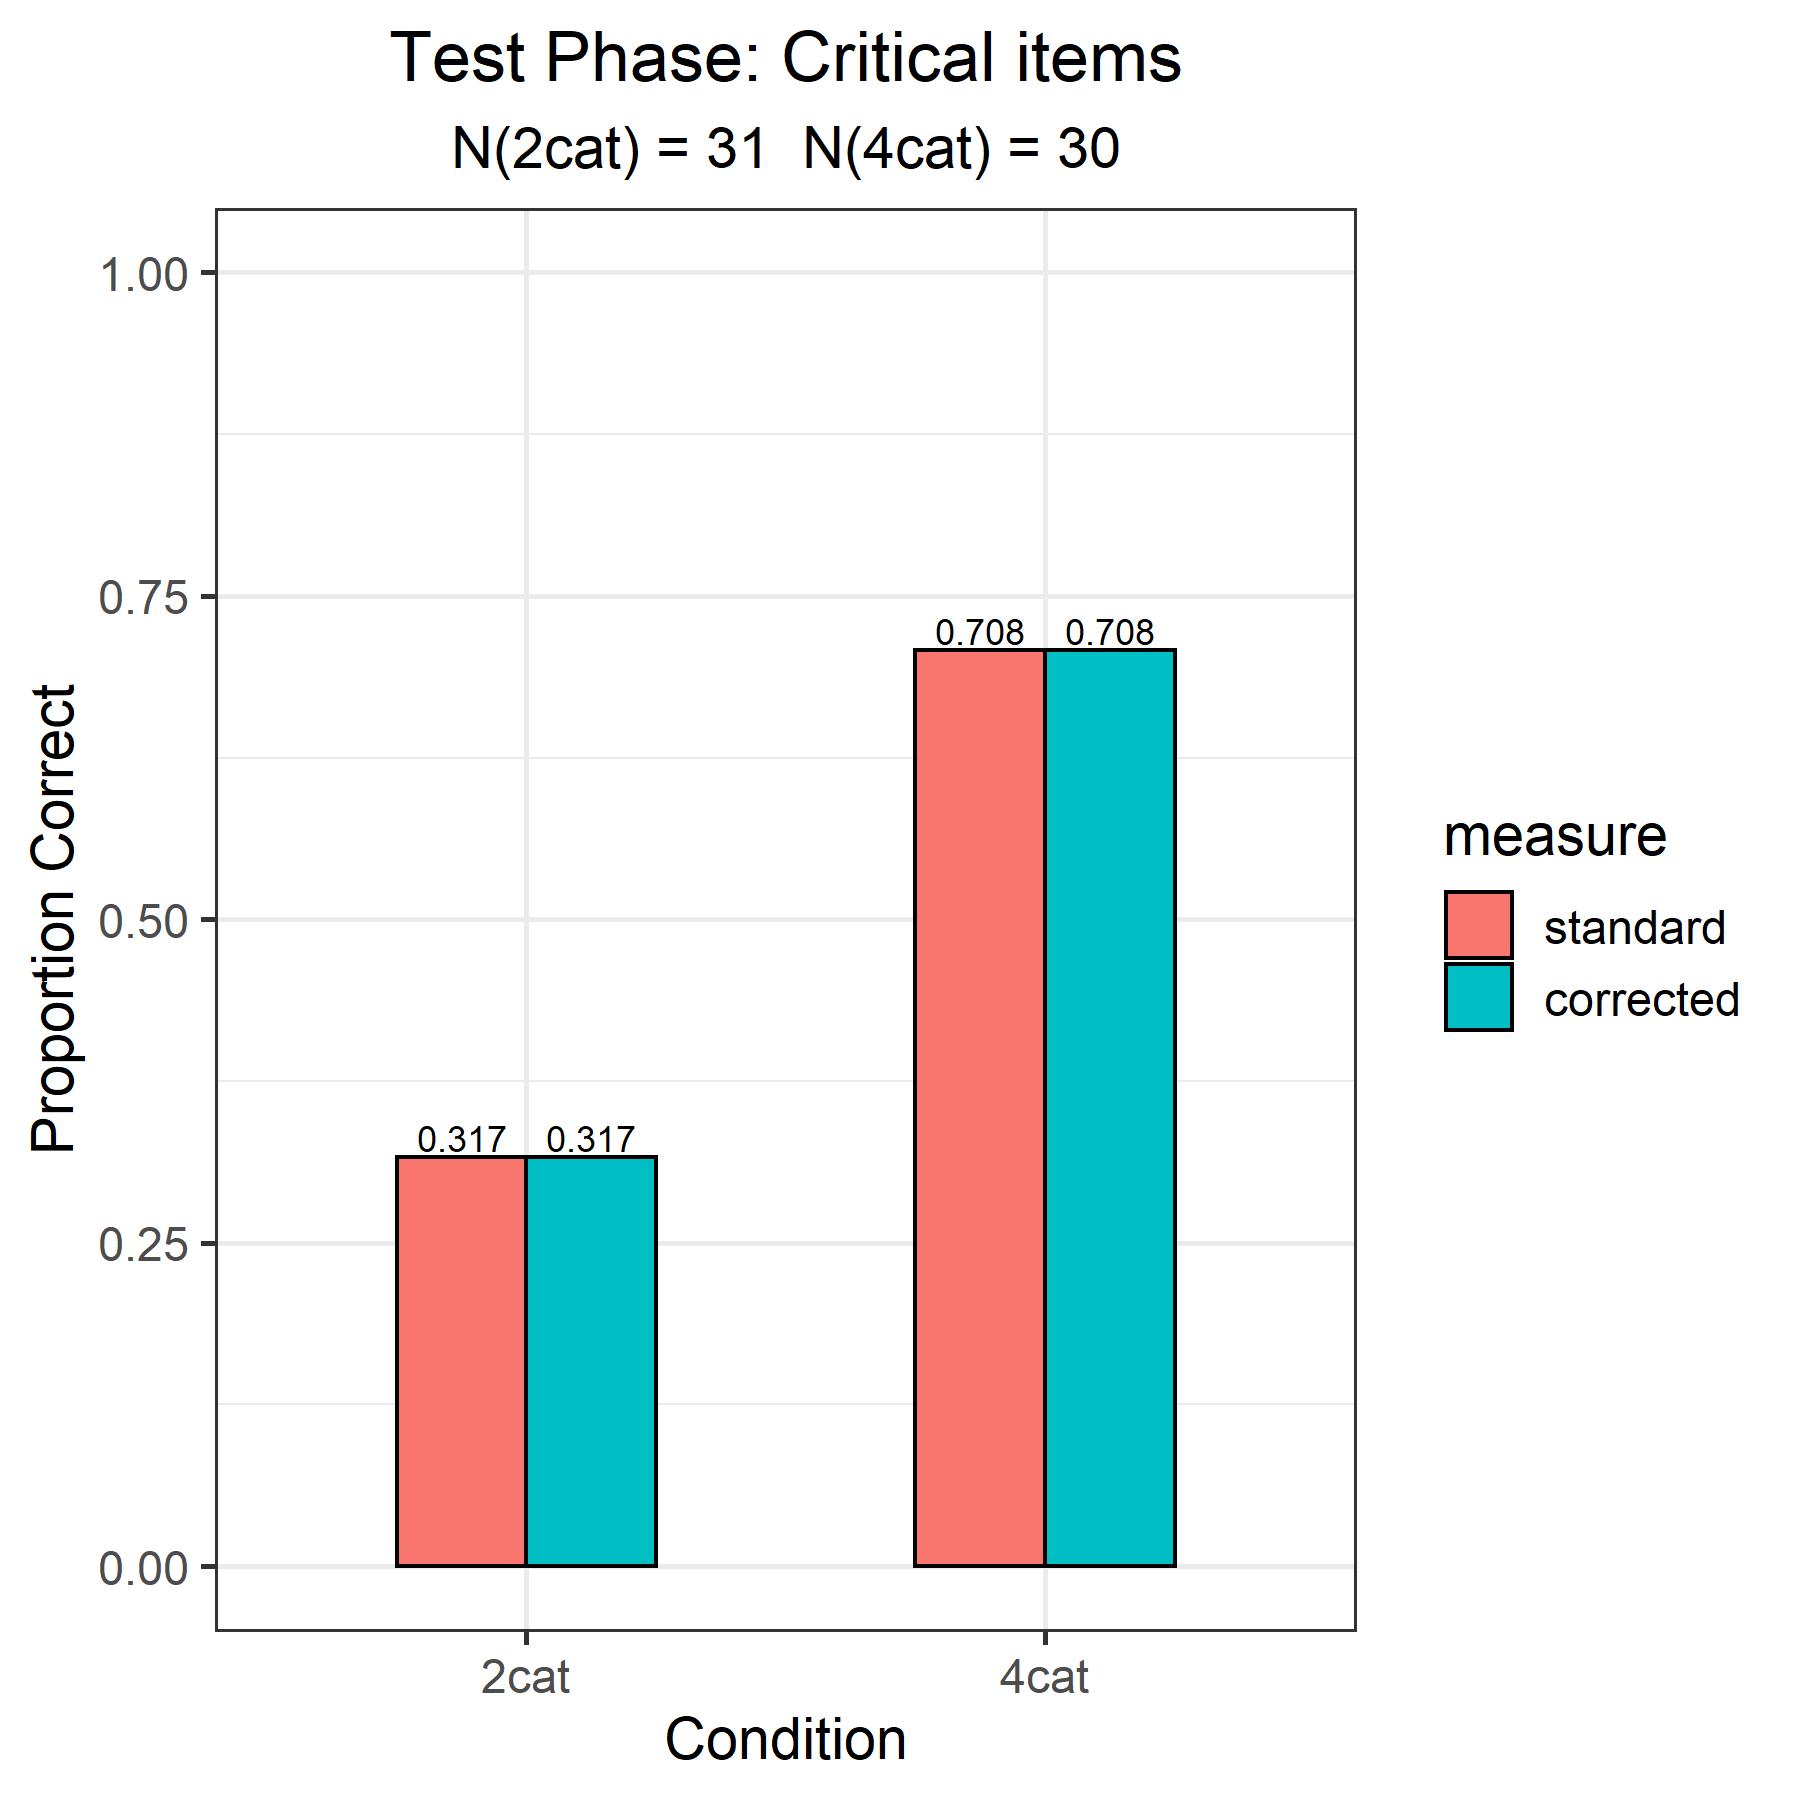 Test Phase: Critical items
N(2cat) = 31  N(4cat) = 30
Proportion Correct
1.00
0.75
0.50
0.25
0.00
0.317
0.317
0.708
0.708
2cat
4cat
Condition
measure
standard
corrected